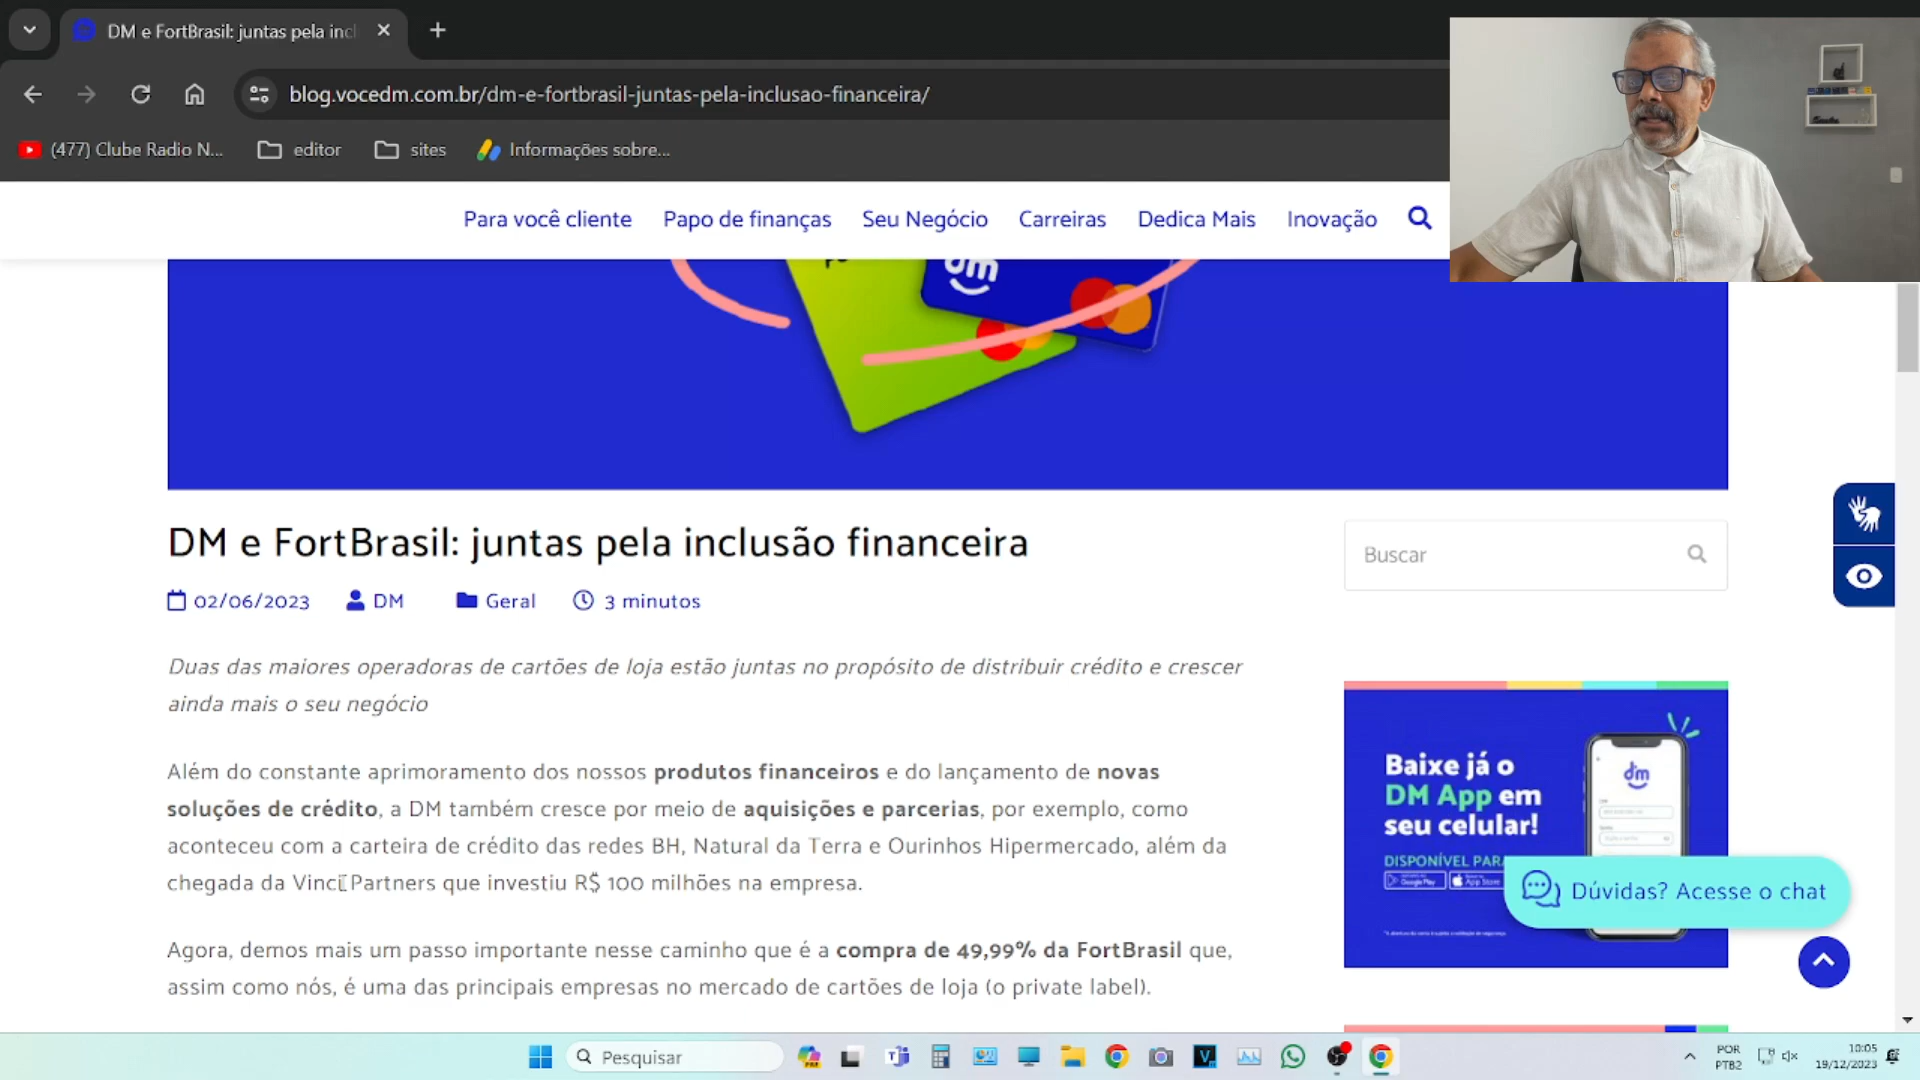 DM e FortBrasil: juntas pela incl
blog.vocedm.com.br/dm-e-fortbrasil-juntas-pela-inclusao-financeira/
(477) Clube Radio N...
editor
sites
Informações sobre...
Para você cliente
Papo de finanças
Seu Negócio
Carreiras
Dedica Mais
Inovação
dm
DM e FortBrasil: juntas pela inclusão financeira
02/06/2023
DM
Geral
3 minutos
Buscar
Duas das maiores operadoras de cartões de loja estão juntas no propósito de distribuir crédito e crescer
ainda mais o seu negócio
Além do constante aprimoramento dos nossos produtos financeiros e do lançamento de novas
soluções de crédito, a DM também cresce por meio de aquisições e parcerias, por exemplo, como
aconteceu com a carteira de crédito das redes BH, Natural da Terra e Ourinhos Hipermercado, além da
chegada da Vinci Partners que investiu R$ 100 milhões na empresa.
Agora, demos mais um passo importante nesse caminho que é a compra de 49,99% da FortBrasil que,
assim como nós, é uma das principais empresas no mercado de cartões de loja (o private label).
Baixe já o
DM App em
seu celular!
DISPONÍVEL PARA
Google Play
App Store
dm
Dúvidas? Acesse o chat
Pesquisar
POR
PTB2
10:05
19/12/2023